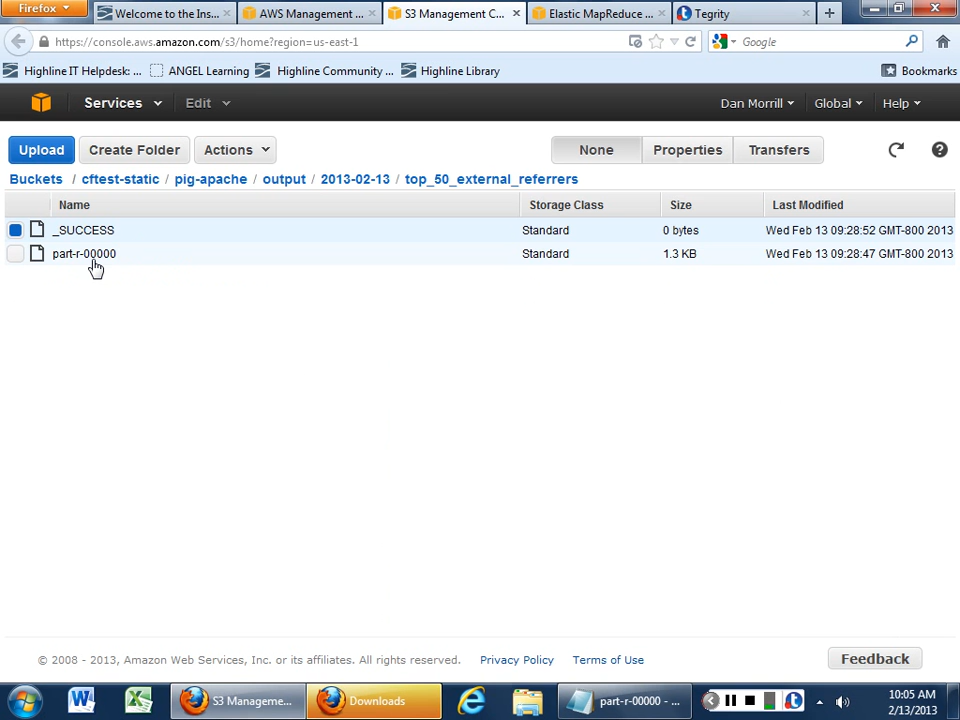 Firefox
Welcome to the Ins...
AWS Management ...
S3 Management C...
Elastic MapReduce ...
Tegrity
https://console.aws.amazon.com/s3/home?region=us-east-1
Google
Highline IT Helpdesk: ...
ANGEL Learning
Highline Community ...
Highline Library
Bookmarks
Services
Edit
Dan Morrill
Global
Help
Upload
Create Folder
Actions
None
Properties
Transfers
Buckets / cftest-static / pig-apache / output / 2013-02-13 / top_50_external_referrers
Name Storage Class Size Last Modified
_SUCCESS Standard 0 bytes Wed Feb 13 09:28:52 GMT-800 2013
part-r-00000 Standard 1.3 KB Wed Feb 13 09:28:47 GMT-800 2013
© 2008 - 2013, Amazon Web Services, Inc. or its affiliates. All rights reserved. Privacy Policy Terms of Use
Feedback
S3 Manageme...
Downloads
part-r-00000 - ...
10:05 AM
2/13/2013